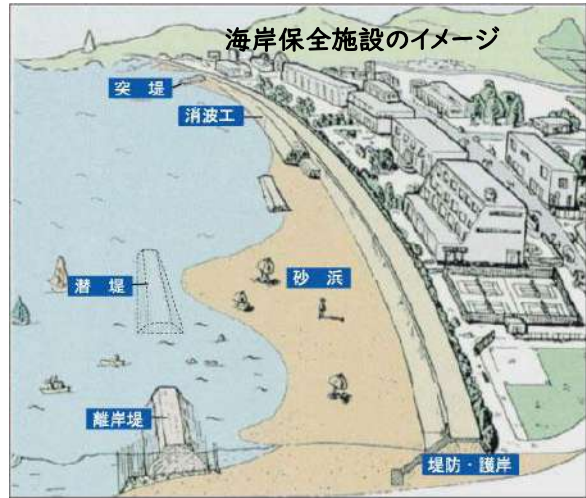 海岸保全施設のイメージ
突堤
消波工
砂浜
潜堤
離岸堤
堤防・護岸